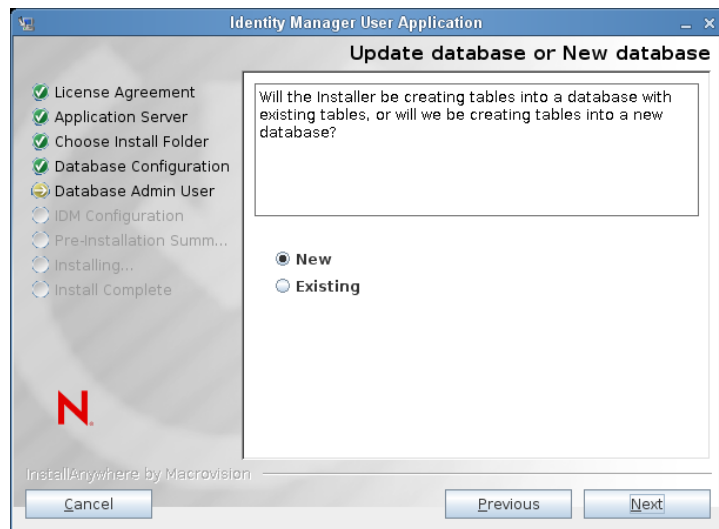 Identity Manager User Application
Update database or New database
License Agreement
Application Server
Choose Install Folder
Database Configuration
Database Admin User
IDM Configuration
Pre-Installation Summ...
Installing...
Install Complete
Will the Installer be creating tables into a database with
existing tables, or will we be creating tables into a new
database?
New
Existing
N
InstallAnywhere by Macrovision
Cancel
Previous
Next